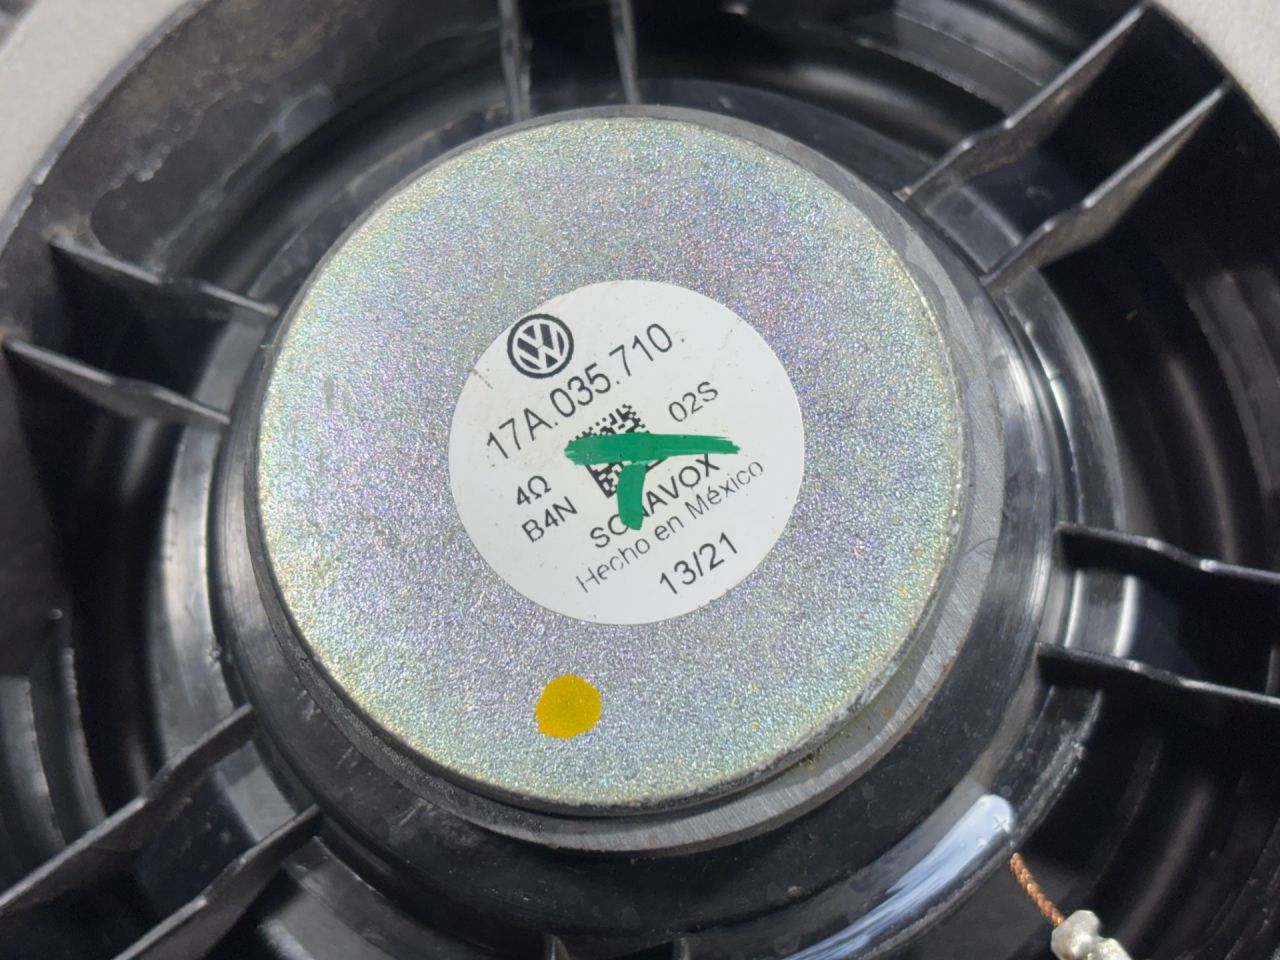 17A.035.710.
02S
4Ω
B4N
SONAVOX
Hecho en México
13/21